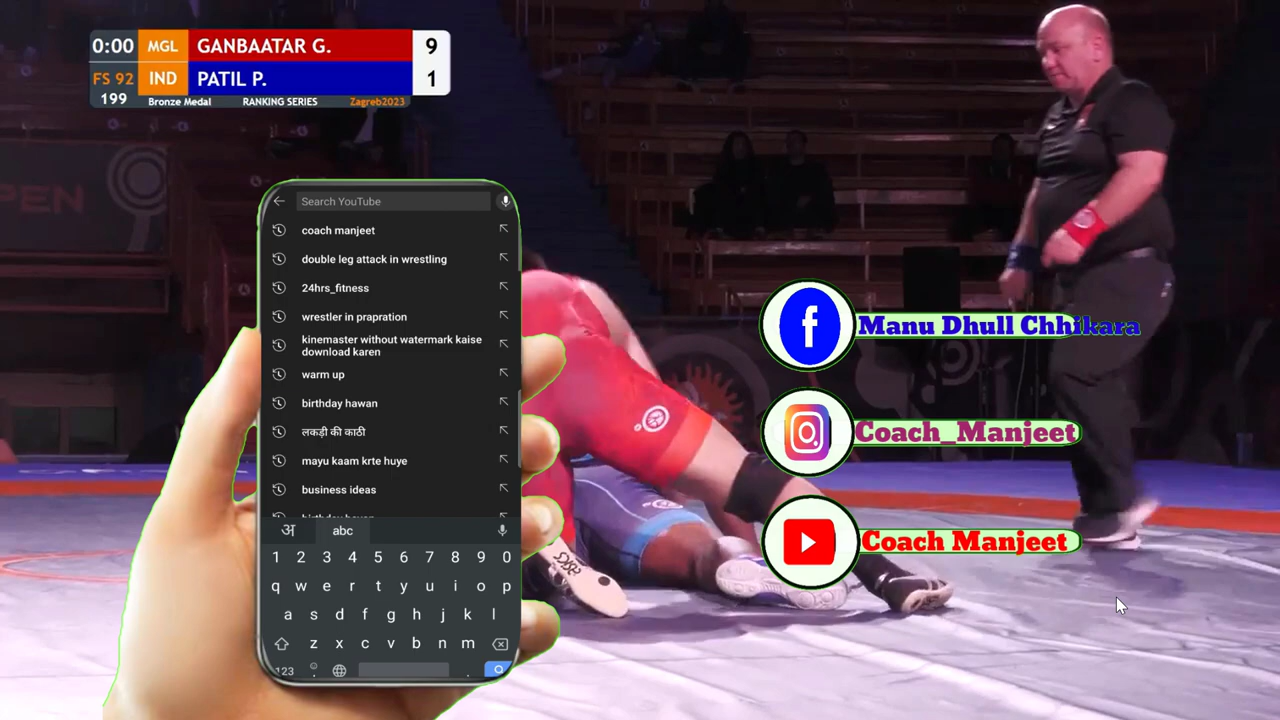 0:00 MGL GANBAATAR G. 9
FS 92 IND PATIL P. 1
199 Bronze Medal RANKING SERIES Zagreb2023
PEN
Search YouTube
coach manjeet
double leg attack in wrestling
24hrs_fitness
wrestler in prapration
kinemaster without watermark kaise
download karen
warm up
birthday hawan
लकड़ी की काठी
mayu kaam krte huye
business ideas
अ abc
1 2 3 4 5 6 7 8 9 0
q w e r t y u i o p
a s d f g h j k l
z x c v b n m
123 .
Manu Dhull Chhikara
Coach_Manjeet
Coach Manjeet
ASICS